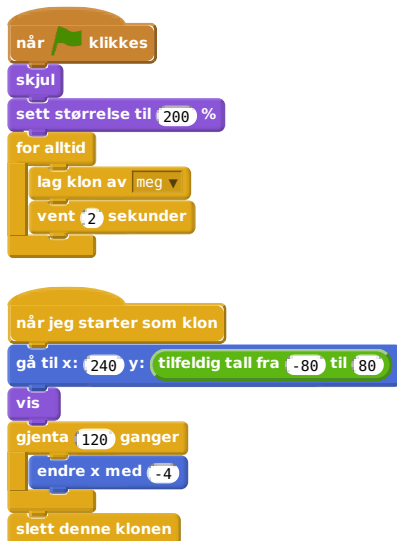 når klikkes
skjul
sett størrelse til 200 %
for alltid
lag klon av meg ▼
vent 2 sekunder
når jeg starter som klon
gå til x: 240 y: tilfeldig tall fra -80 til 80
vis
gjenta 120 ganger
endre x med -4
slett denne klonen